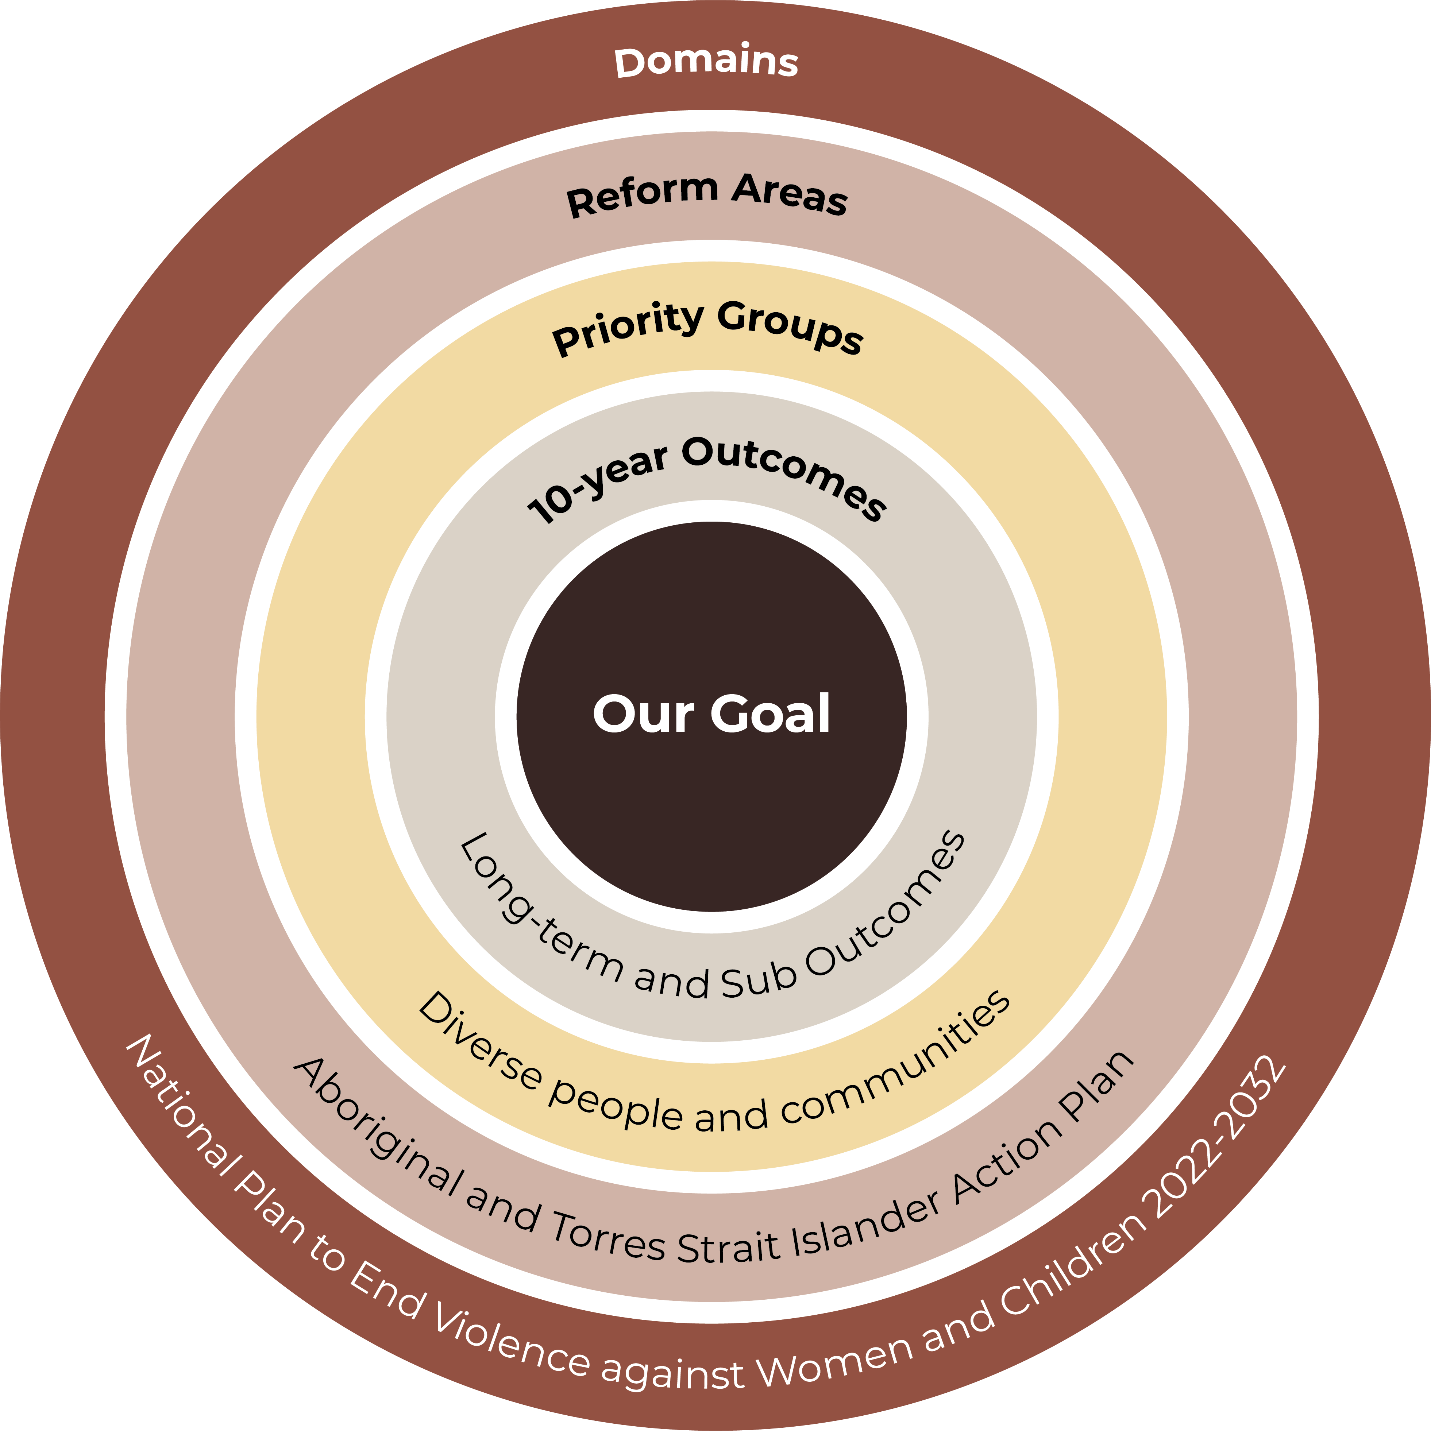 Domains
Reform Areas
Priority Groups
10-year Outcomes
Our Goal
Long-term and Sub Outcomes
Diverse people and communities
Aboriginal and Torres Strait Islander Action Plan
National Plan to End Violence against Women and Children 2022-2032